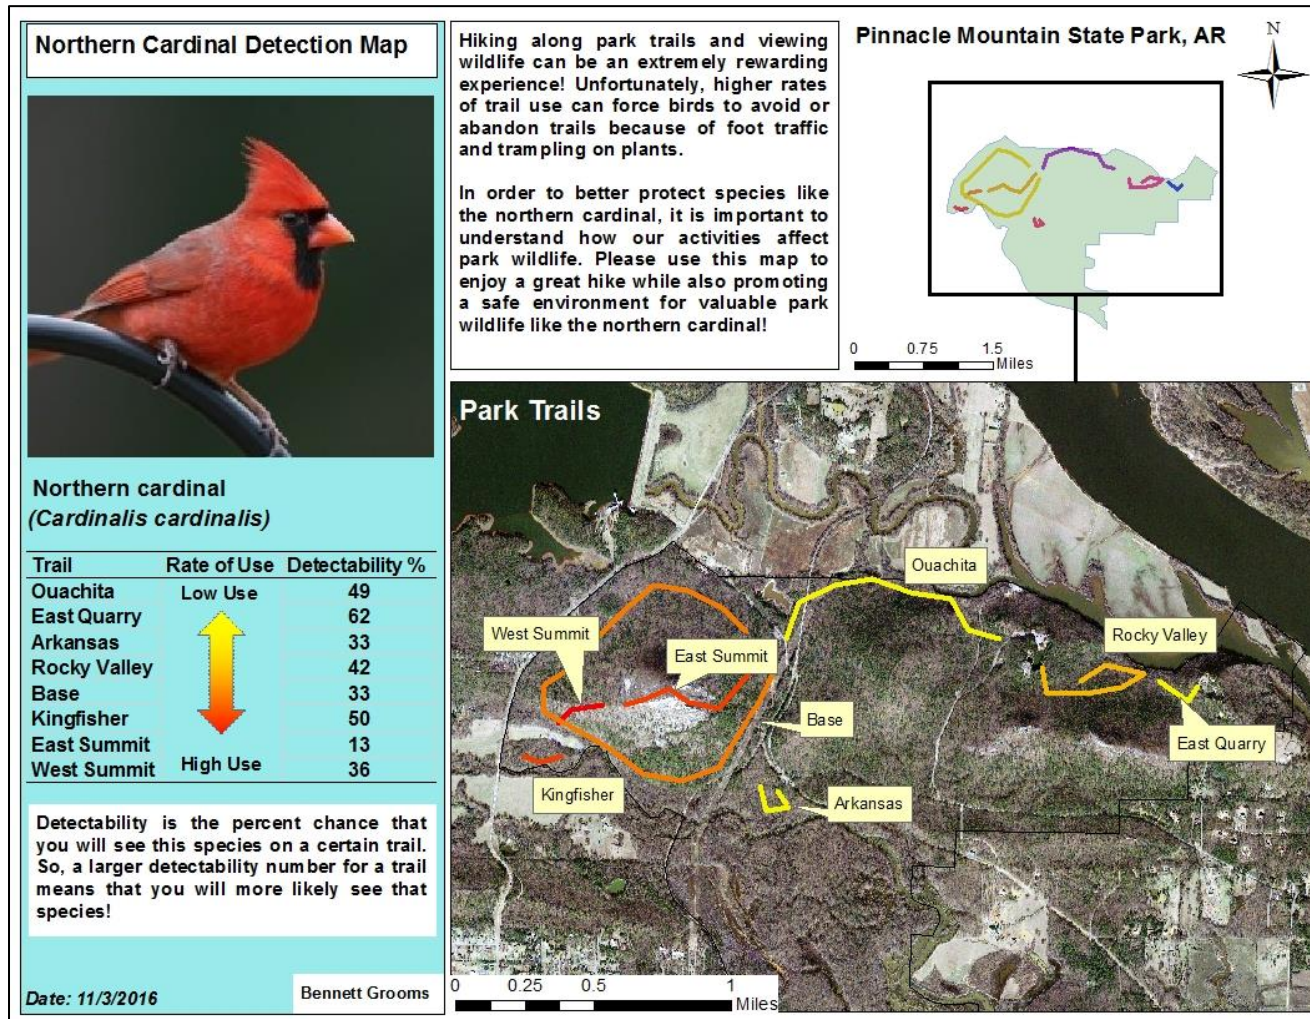 Northern Cardinal Detection Map
Northern cardinal
(Cardinalis cardinalis)
Trail Rate of Use Detectability %
Ouachita Low Use 49
East Quarry 62
Arkansas 33
Rocky Valley 42
Base 33
Kingfisher 50
East Summit 13
West Summit High Use 36
Detectability is the percent chance that
you will see this species on a certain trail.
So, a larger detectability number for a trail
means that you will more likely see that
species!
Date: 11/3/2016
Bennett Grooms
Hiking along park trails and viewing
wildlife can be an extremely rewarding
experience! Unfortunately, higher rates
of trail use can force birds to avoid or
abandon trails because of foot traffic
and trampling on plants.
In order to better protect species like
the northern cardinal, it is important to
understand how our activities affect
park wildlife. Please use this map to
enjoy a great hike while also promoting
a safe environment for valuable park
wildlife like the northern cardinal!
Pinnacle Mountain State Park, AR
N
0 0.75 1.5
Miles
Park Trails
Ouachita
West Summit
East Summit
Rocky Valley
Base
East Quarry
Kingfisher
Arkansas
0 0.25 0.5 1
Miles